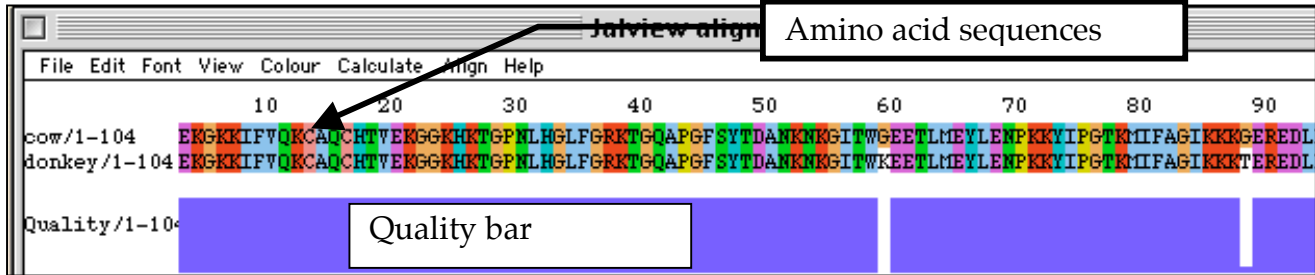 Jalview align
Amino acid sequences
File Edit Font View Colour Calculate Align Help
10 20 30 40 50 60 70 80 90
cow/1-104 EKGKKIFVQKCAQCHTVEKGGKHKTGPNLHGLFGRKTGQAPGFSYTDANKNKGITWGEETLMEYLENPKKYIPGTKMIFAGIKKKGEREDL
donkey/1-104 EKGKKIFVQKCAQCHTVEKGGKHKTGPNLHGLFGRKTGQAPGFSYTDANKNKGITWKEETLMEYLENPKKYIPGTKMIFAGIKKKTEREDL
Quality/1-104
Quality bar